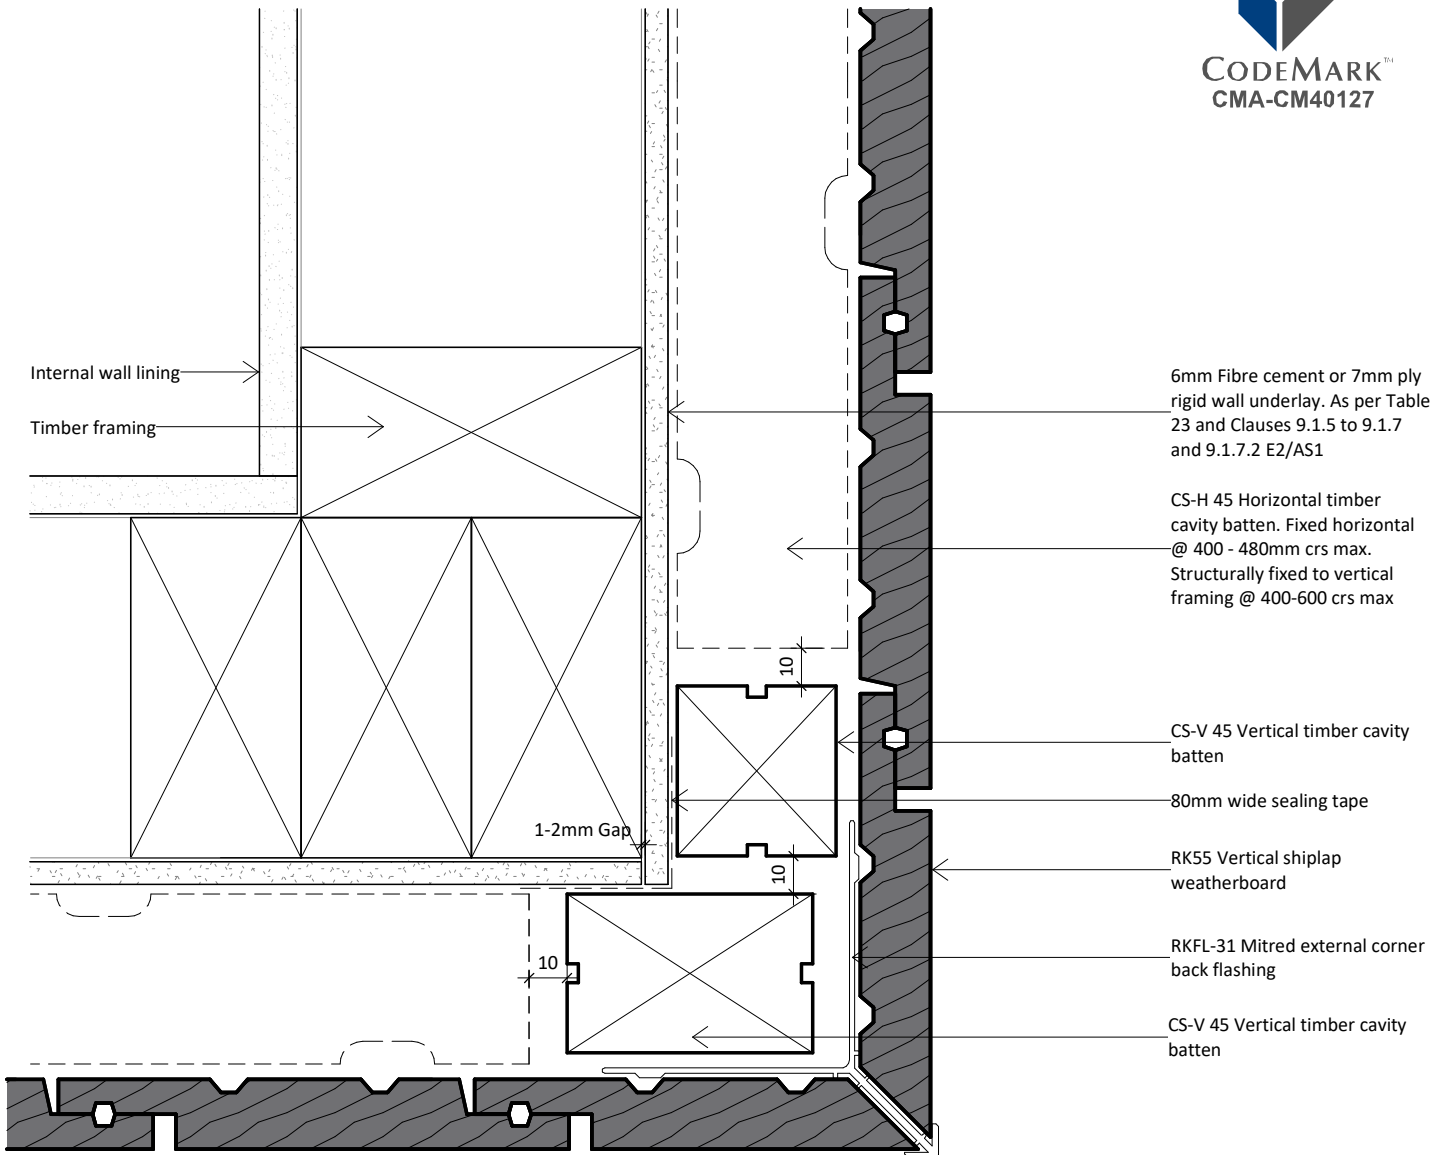 CODEMARK™
CMA-CM40127
Internal wall lining
Timber framing
6mm Fibre cement or 7mm ply
rigid wall underlay. As per Table
23 and Clauses 9.1.5 to 9.1.7
and 9.1.7.2 E2/AS1
CS-H 45 Horizontal timber
cavity batten. Fixed horizontal
@ 400 - 480mm crs max.
Structurally fixed to vertical
framing @ 400-600 crs max
10
CS-V 45 Vertical timber cavity
batten
80mm wide sealing tape
1-2mm Gap
RK55 Vertical shiplap
weatherboard
10
RKFL-31 Mitred external corner
back flashing
10
CS-V 45 Vertical timber cavity
batten